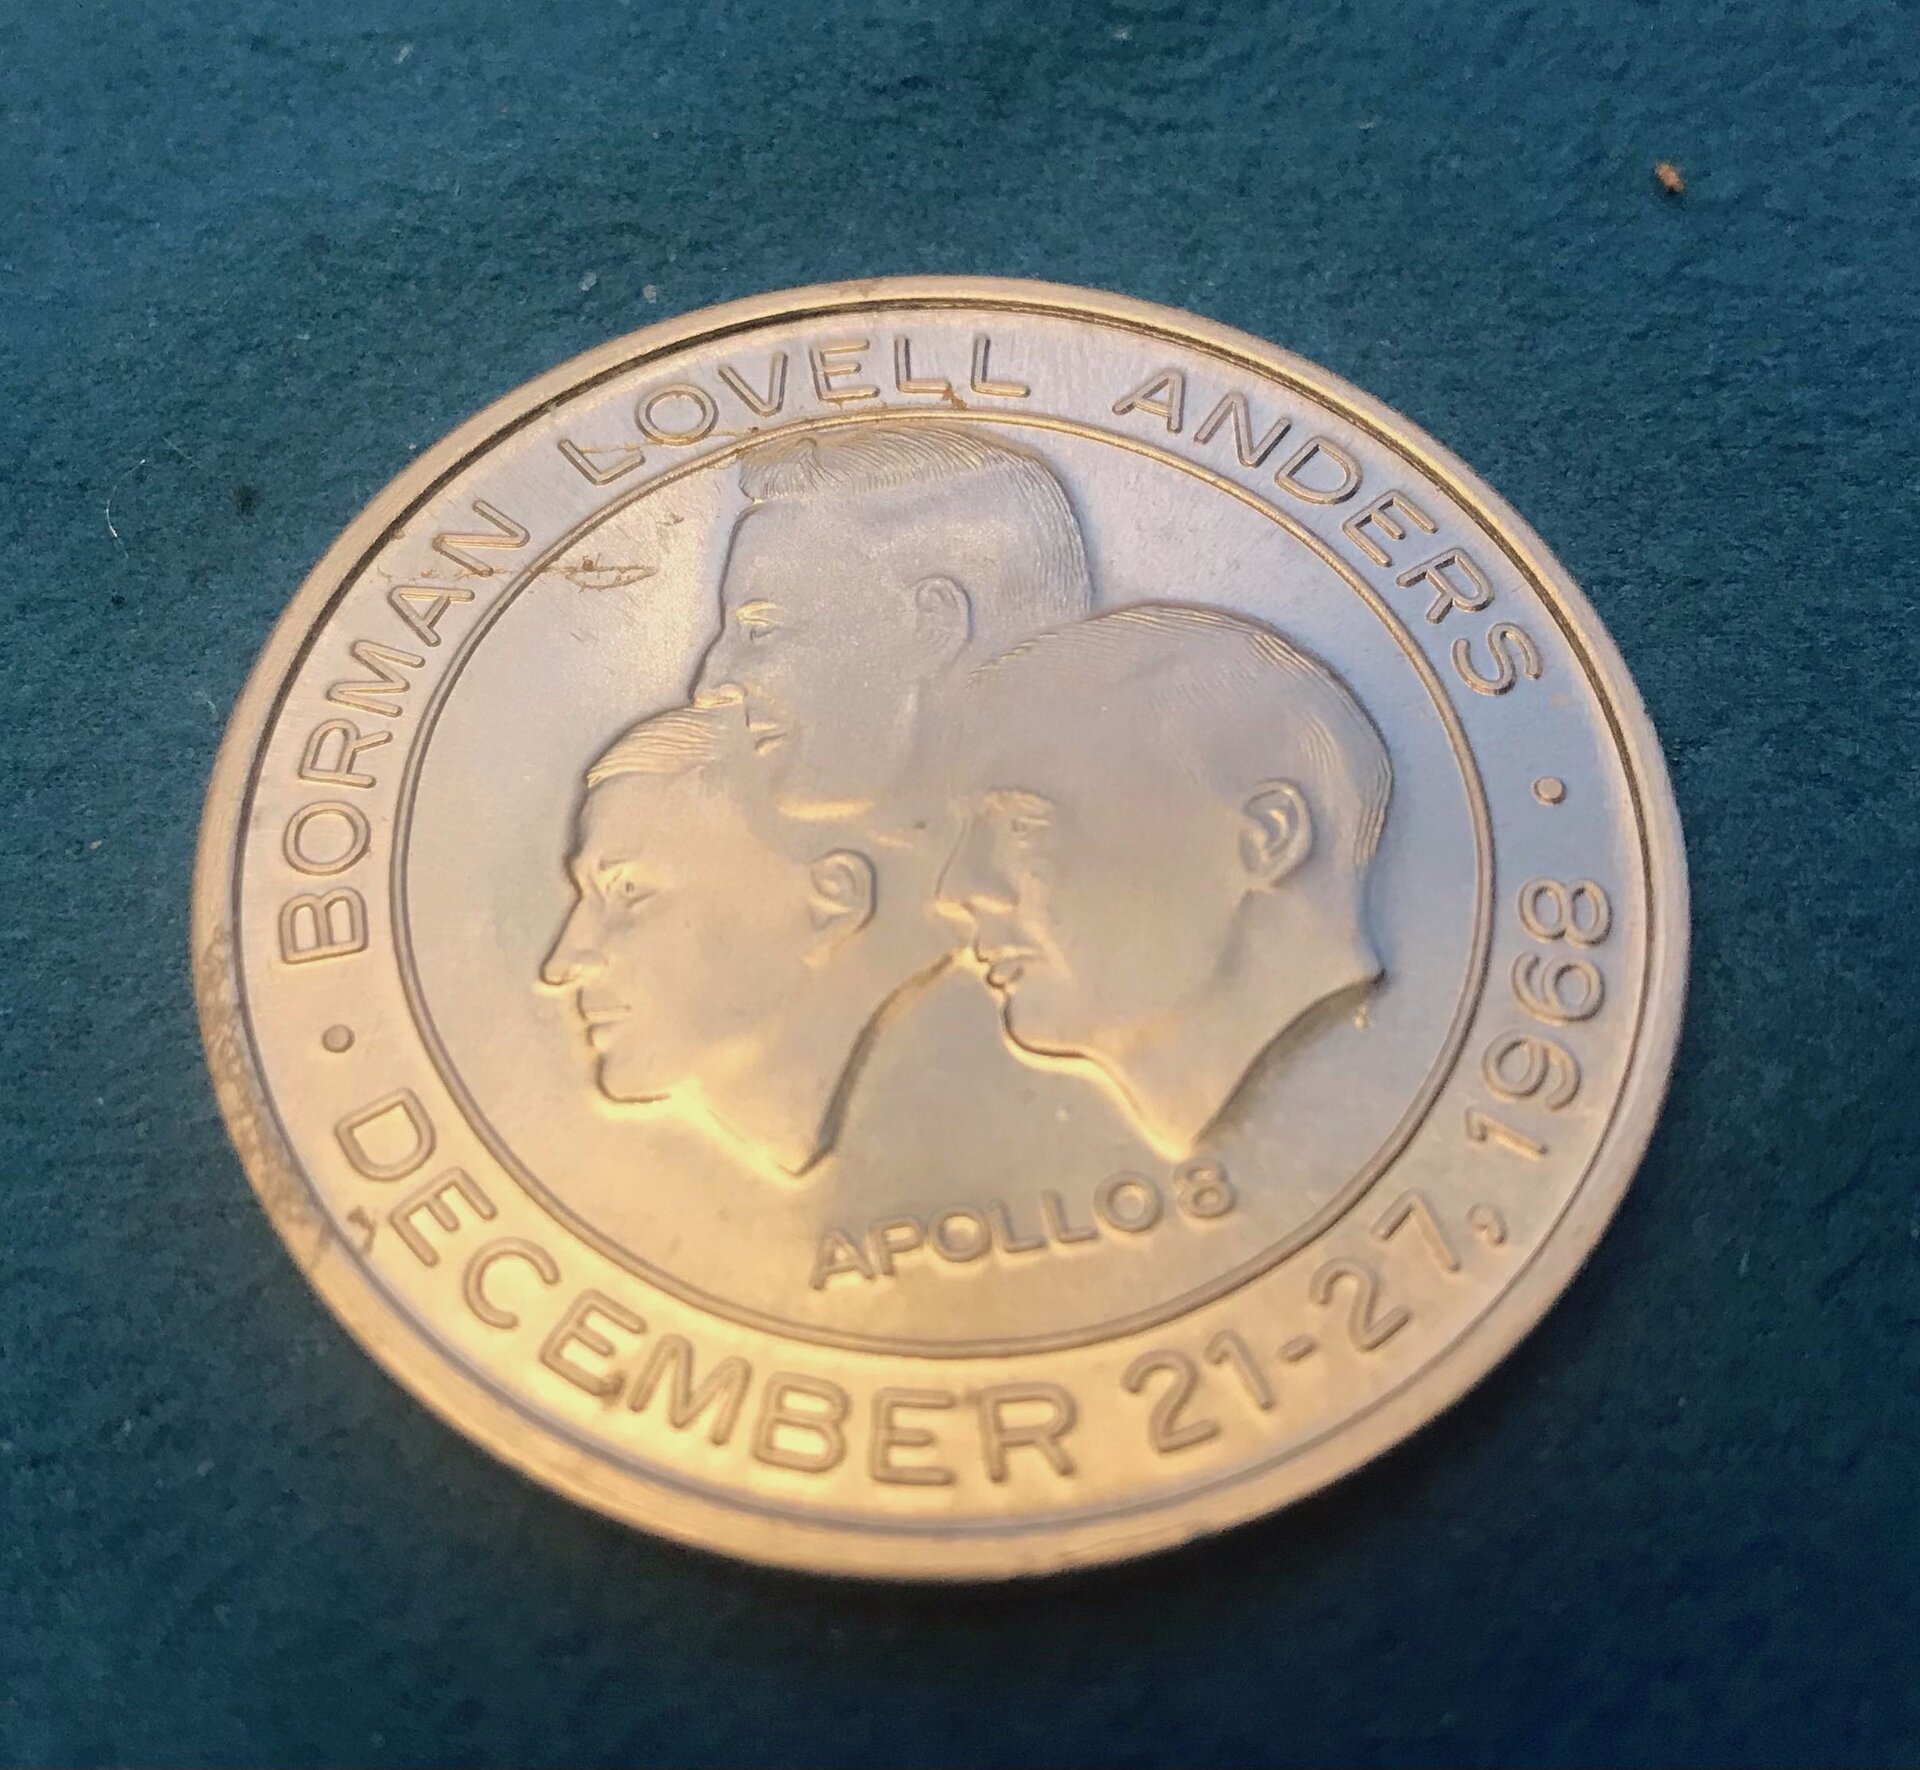 · BORMAN LOVELL ANDERS ·
APOLLO 8
DECEMBER 21-27, 1968